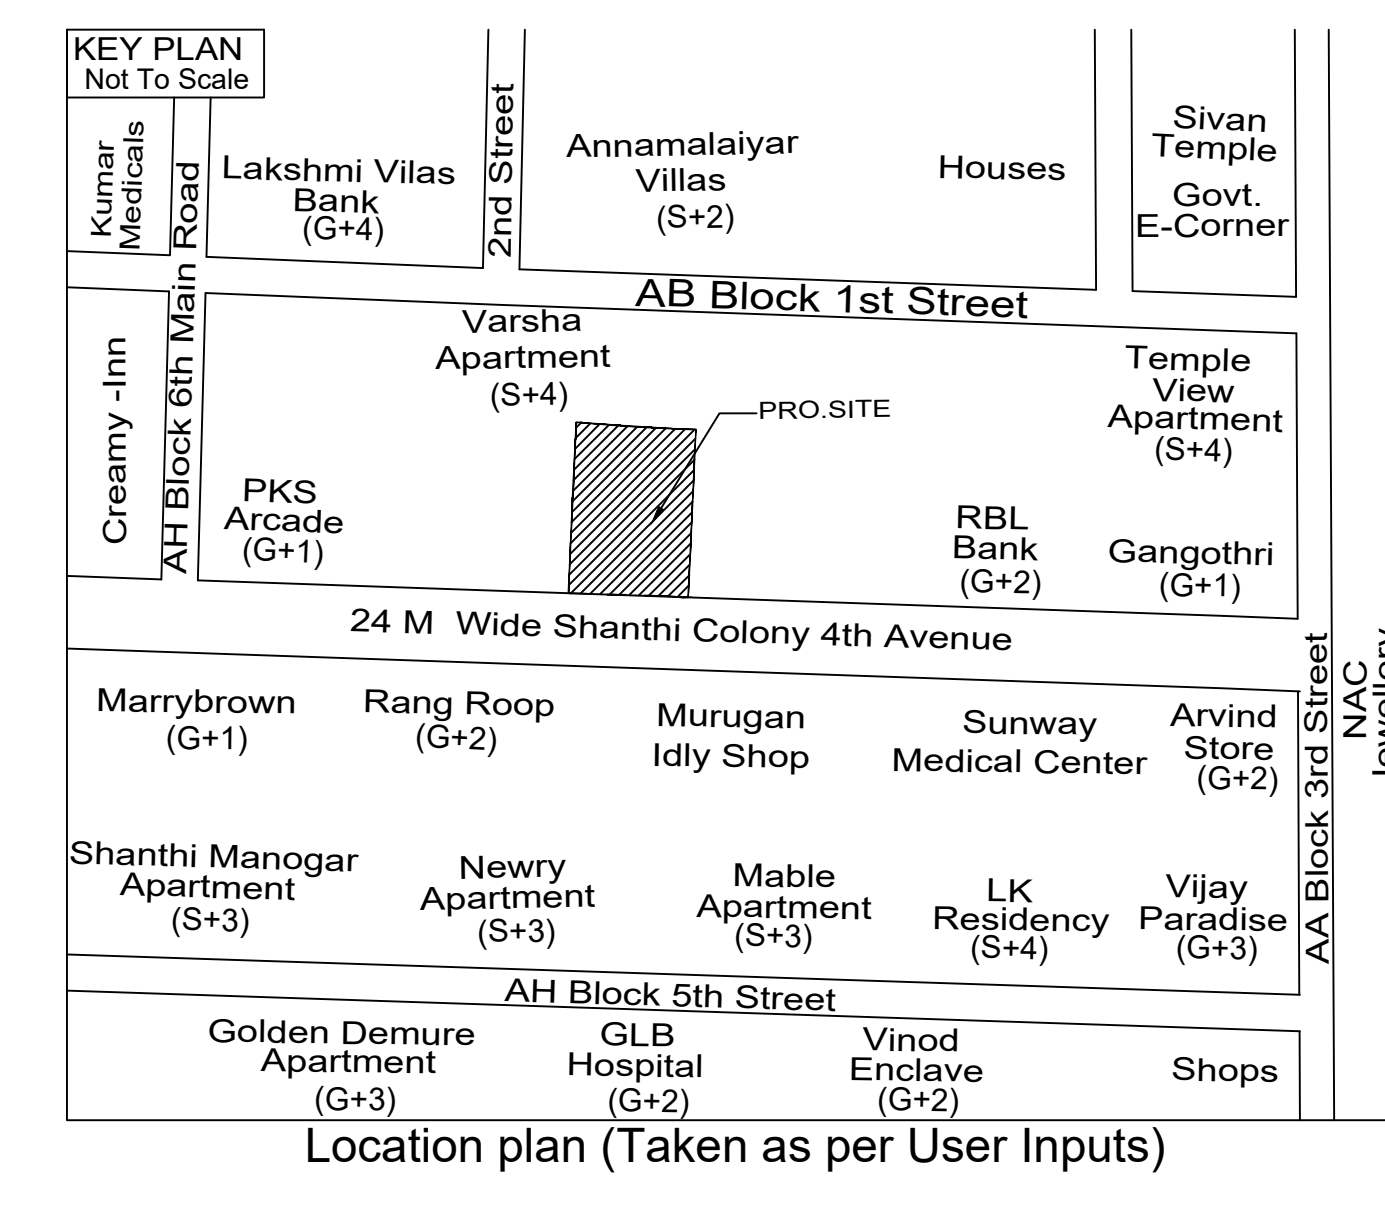 KEY PLAN
Not To Scale
Kumar
Medicals
AH Block 6th Main Road
Lakshmi Vilas
Bank
(G+4)
2nd Street
Annamalaiyar
Villas
(S+2)
Houses
Sivan
Temple
Govt.
E-Corner
AB Block 1st Street
Creamy -Inn
Varsha
Apartment
(S+4)
PRO.SITE
Temple
View
Apartment
(S+4)
PKS
Arcade
(G+1)
RBL
Bank
(G+2)
Gangothri
(G+1)
24 M Wide Shanthi Colony 4th Avenue
AA Block 3rd Street
NAC
Marrybrown
(G+1)
Rang Roop
(G+2)
Murugan
Idly Shop
Sunway
Medical Center
Arvind
Store
(G+2)
Shanthi Manogar
Apartment
(S+3)
Newry
Apartment
(S+3)
Mable
Apartment
(S+3)
LK
Residency
(S+4)
Vijay
Paradise
(G+3)
AH Block 5th Street
Golden Demure
Apartment
(G+3)
GLB
Hospital
(G+2)
Vinod
Enclave
(G+2)
Shops
Location plan (Taken as per User Inputs)